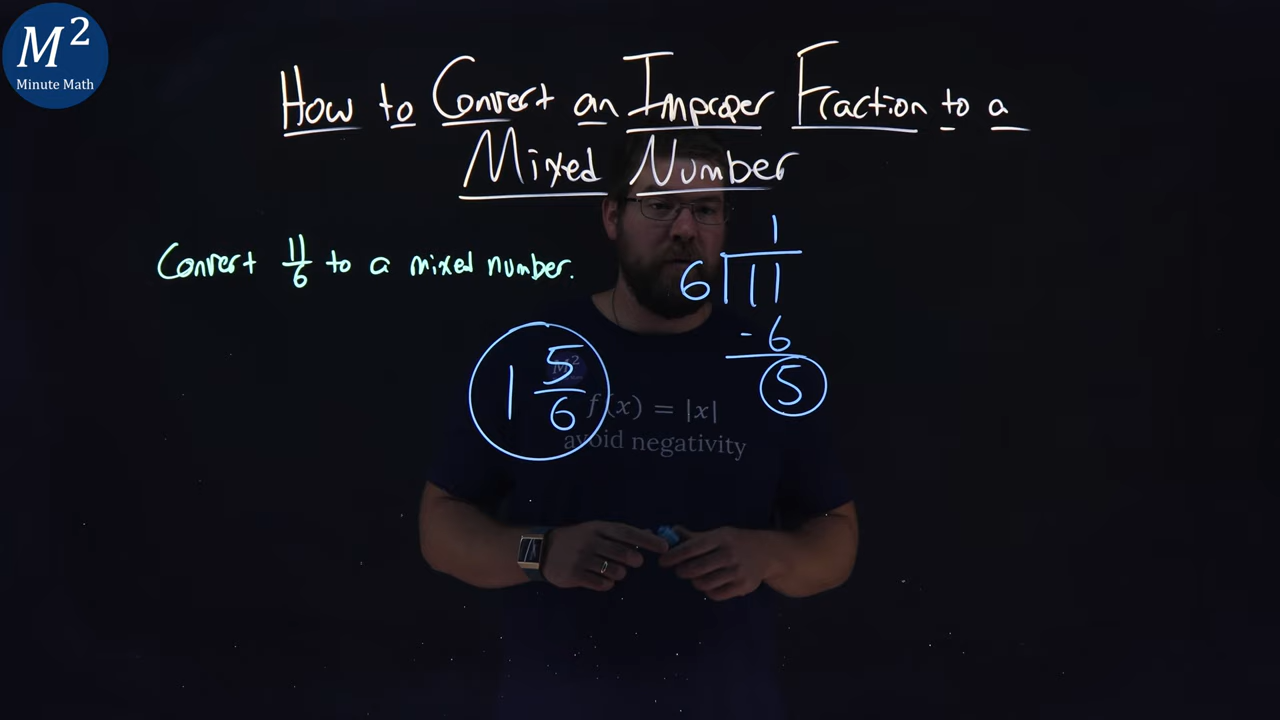 M²
Minute Math
How to Convert an Improper Fraction to a
Mixed Number
Convert 11/6 to a mixed number.
1
6 11
- 6
5
1 5/6
M²
f(x) = |x|
avoid negativity